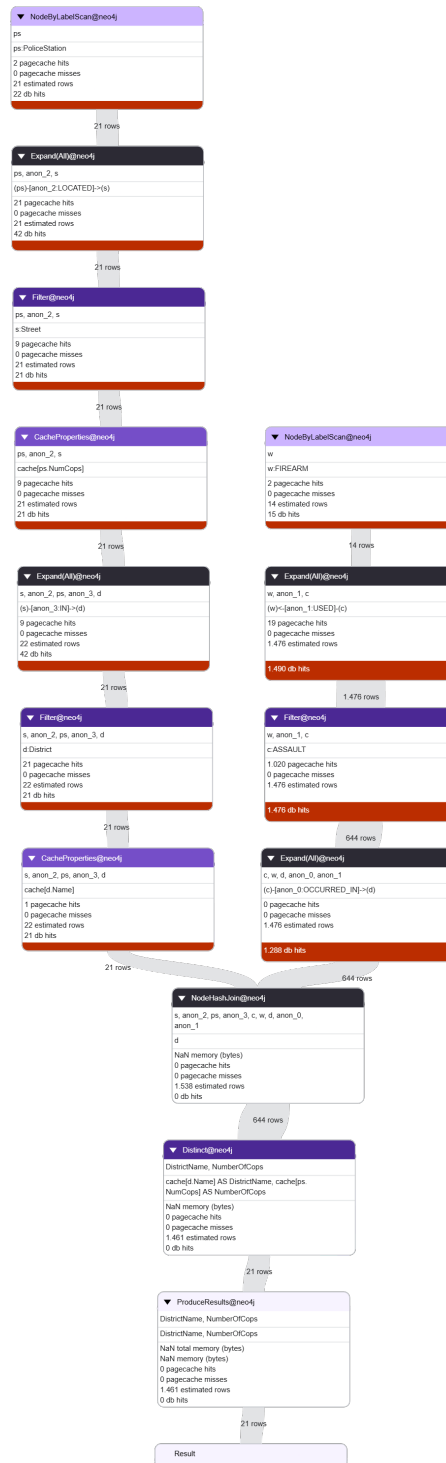 ▼ NodeByLabelScan@neo4j
ps
ps:PoliceStation
2 pagecache hits
0 pagecache misses
21 estimated rows
22 db hits
21 rows
▼ Expand(All)@neo4j
ps, anon_2, s
(ps)-[anon_2:LOCATED]->(s)
21 pagecache hits
0 pagecache misses
21 estimated rows
42 db hits
21 rows
▼ Filter@neo4j
ps, anon_2, s
s:Street
9 pagecache hits
0 pagecache misses
21 estimated rows
21 db hits
21 rows
▼ CacheProperties@neo4j
ps, anon_2, s
cache[ps.NumCops]
9 pagecache hits
0 pagecache misses
21 estimated rows
21 db hits
21 rows
▼ Expand(All)@neo4j
s, anon_2, ps, anon_3, d
(s)-[anon_3:IN]->(d)
9 pagecache hits
0 pagecache misses
22 estimated rows
42 db hits
21 rows
▼ Filter@neo4j
s, anon_2, ps, anon_3, d
d:District
21 pagecache hits
0 pagecache misses
22 estimated rows
21 db hits
21 rows
▼ CacheProperties@neo4j
s, anon_2, ps, anon_3, d
cache[d.Name]
1 pagecache hits
0 pagecache misses
22 estimated rows
21 db hits
21 rows
▼ NodeByLabelScan@neo4j
w
w:FIREARM
2 pagecache hits
0 pagecache misses
14 estimated rows
15 db hits
14 rows
▼ Expand(All)@neo4j
w, anon_1, c
(w)<-[anon_1:USED]-(c)
19 pagecache hits
0 pagecache misses
1.476 estimated rows
1.490 db hits
1.476 rows
▼ Filter@neo4j
w, anon_1, c
c:ASSAULT
1.020 pagecache hits
0 pagecache misses
1.476 estimated rows
1.476 db hits
644 rows
▼ Expand(All)@neo4j
c, w, d, anon_0, anon_1
(c)-[anon_0:OCCURRED_IN]->(d)
0 pagecache hits
0 pagecache misses
1.476 estimated rows
1.288 db hits
644 rows
▼ NodeHashJoin@neo4j
s, anon_2, ps, anon_3, c, w, d, anon_0,
anon_1
d
NaN memory (bytes)
0 pagecache hits
0 pagecache misses
1.538 estimated rows
0 db hits
644 rows
▼ Distinct@neo4j
DistrictName, NumberOfCops
cache[d.Name] AS DistrictName, cache[ps.
NumCops] AS NumberOfCops
NaN memory (bytes)
0 pagecache hits
0 pagecache misses
1.461 estimated rows
0 db hits
21 rows
▼ ProduceResults@neo4j
DistrictName, NumberOfCops
DistrictName, NumberOfCops
NaN total memory (bytes)
NaN memory (bytes)
0 pagecache hits
0 pagecache misses
1.461 estimated rows
0 db hits
21 rows
Result